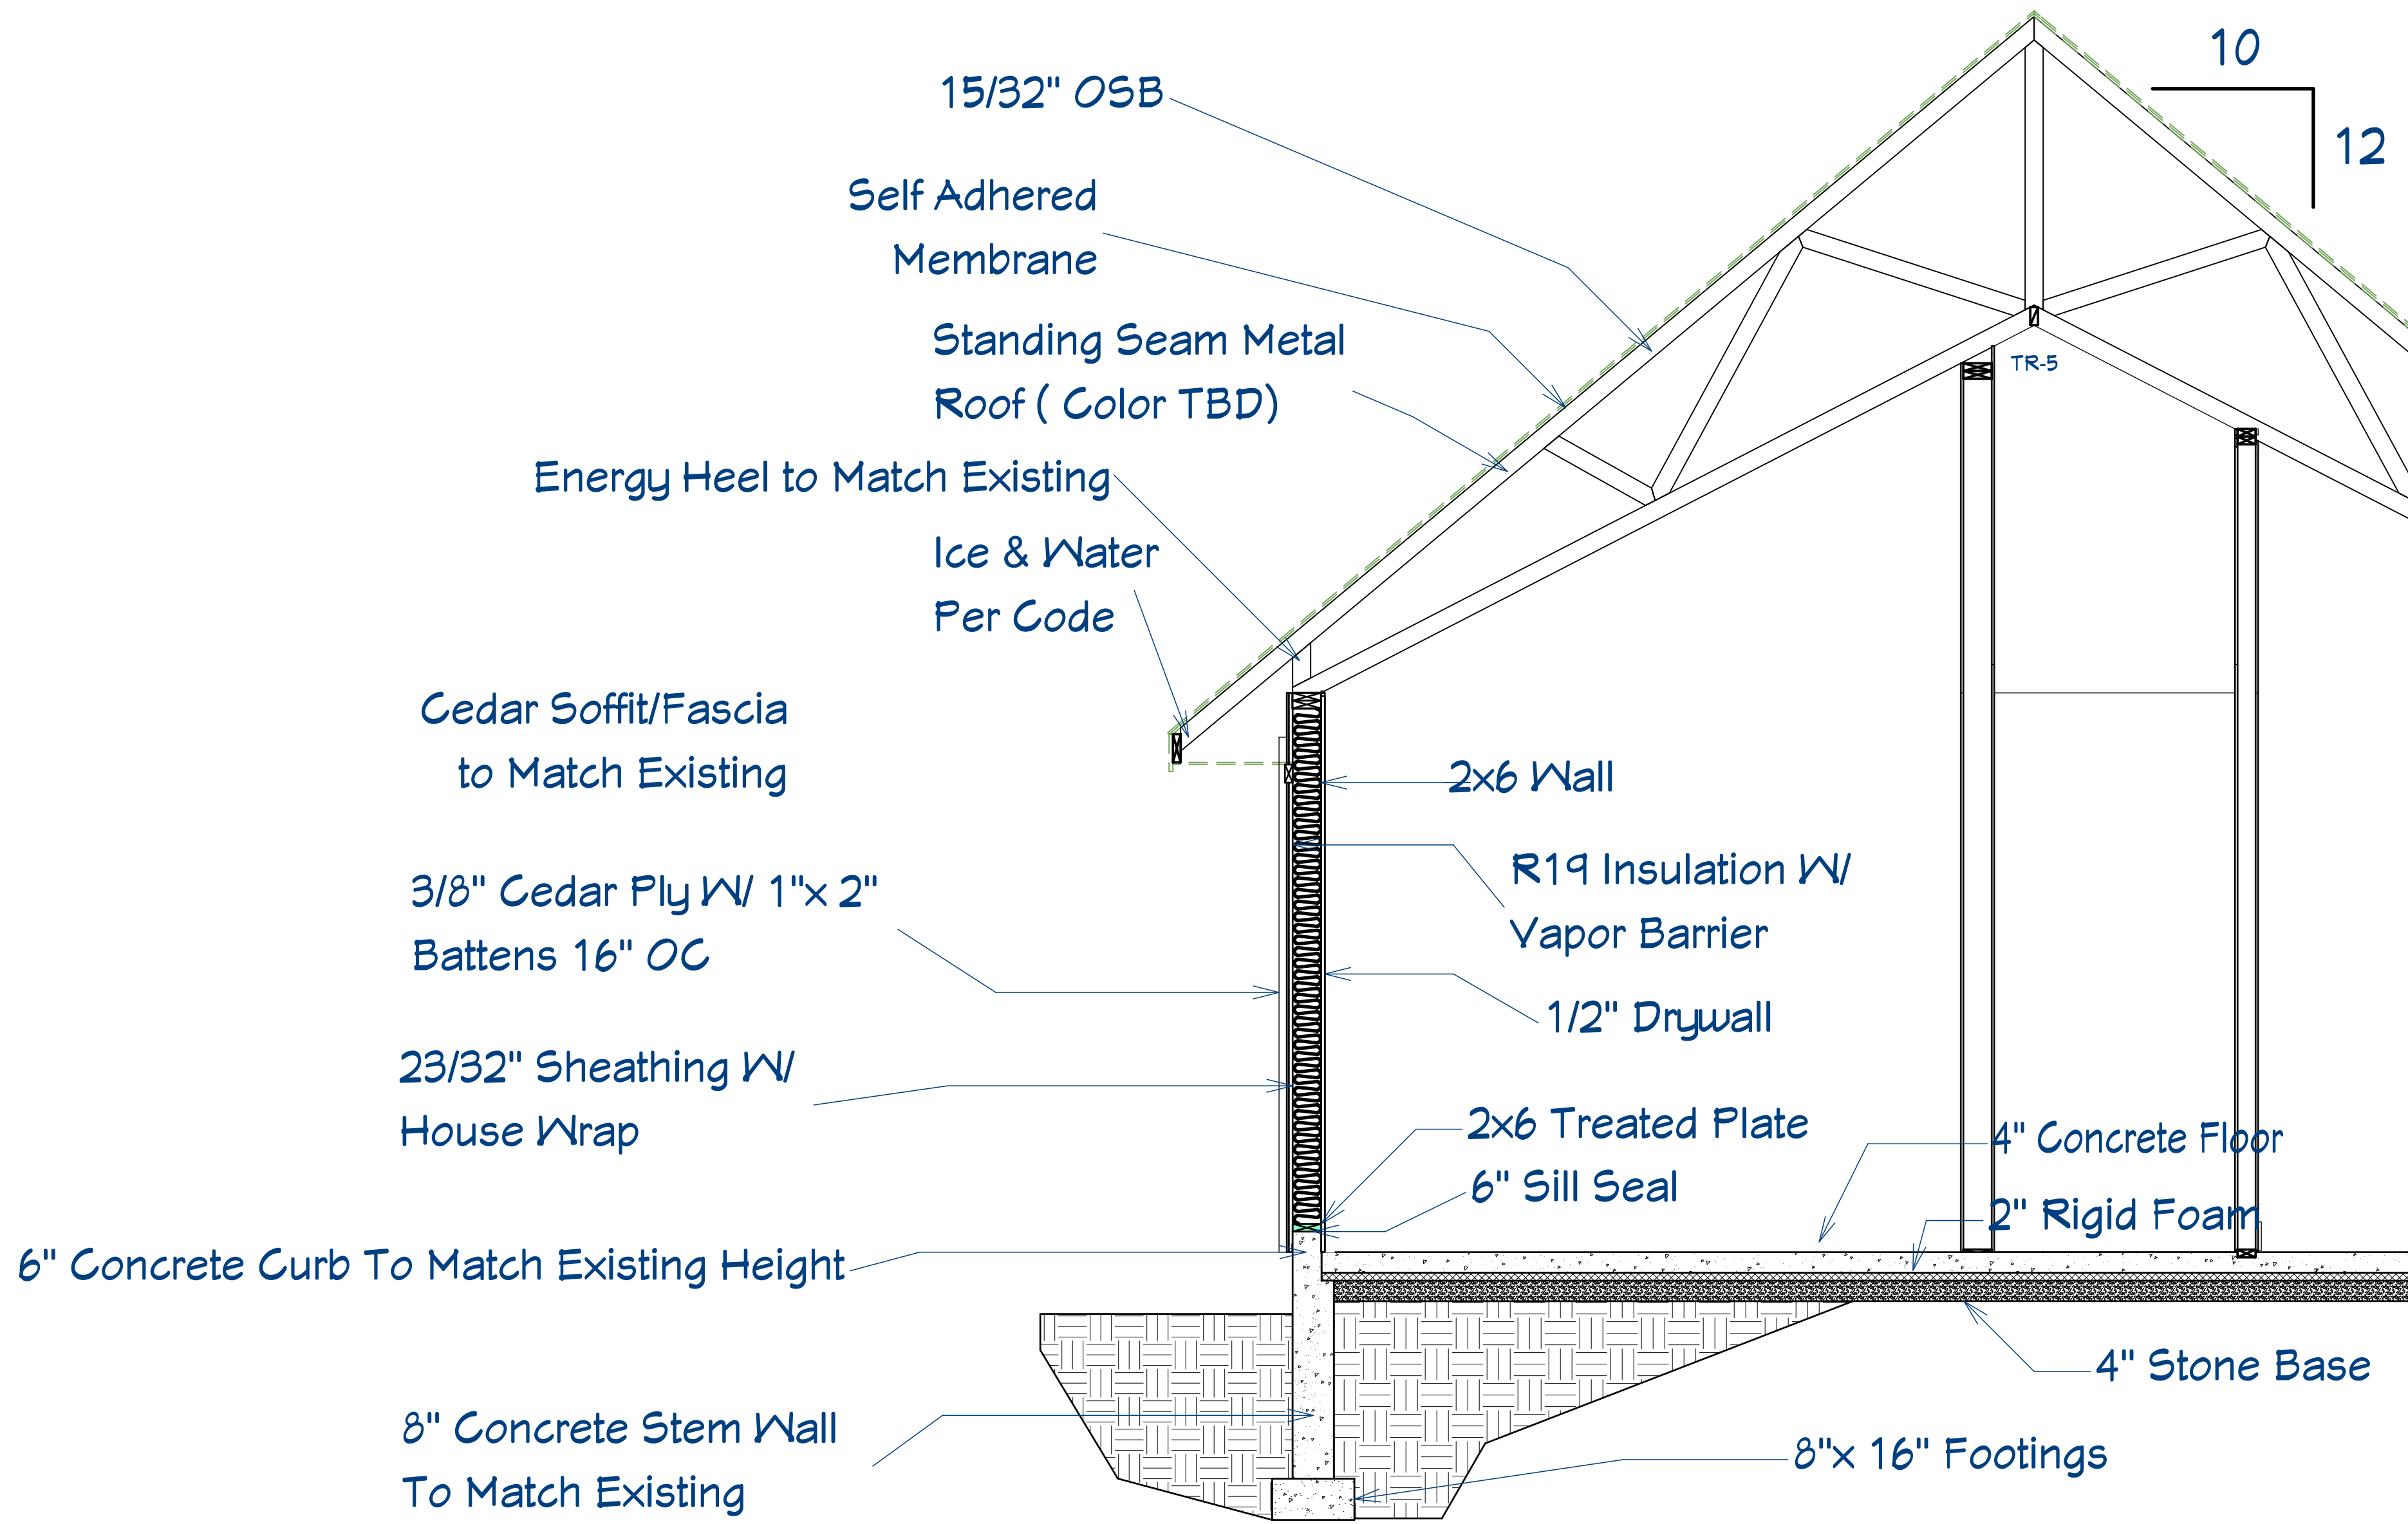 10
12
15/32" OSB
Self Adhered
Membrane
Standing Seam Metal
Roof ( Color TBD)
TR-5
Energy Heel to Match Existing
Ice & Water
Per Code
Cedar Soffit/Fascia
to Match Existing
2x6 Wall
3/8" Cedar Ply W/ 1"x 2"
Battens 16" OC
R19 Insulation W/
Vapor Barrier
1/2" Drywall
23/32" Sheathing W/
House Wrap
2x6 Treated Plate
4" Concrete Floor
6" Sill Seal
2" Rigid Foam
6" Concrete Curb To Match Existing Height
4" Stone Base
8" Concrete Stem Wall
To Match Existing
8"x 16" Footings